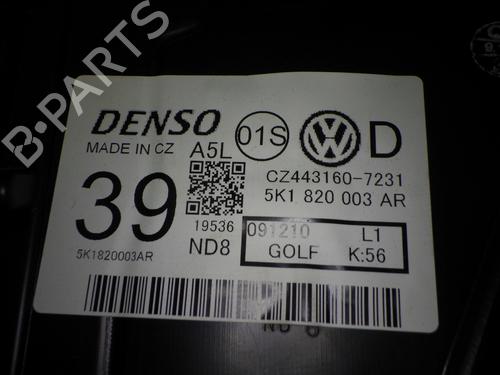 B-PARTS
DENSO 01S VW D
MADE IN CZ A5L
CZ443160-7231
39 5K1 820 003 AR
19536 091210 L1
5K1820003AR ND8 GOLF K:56